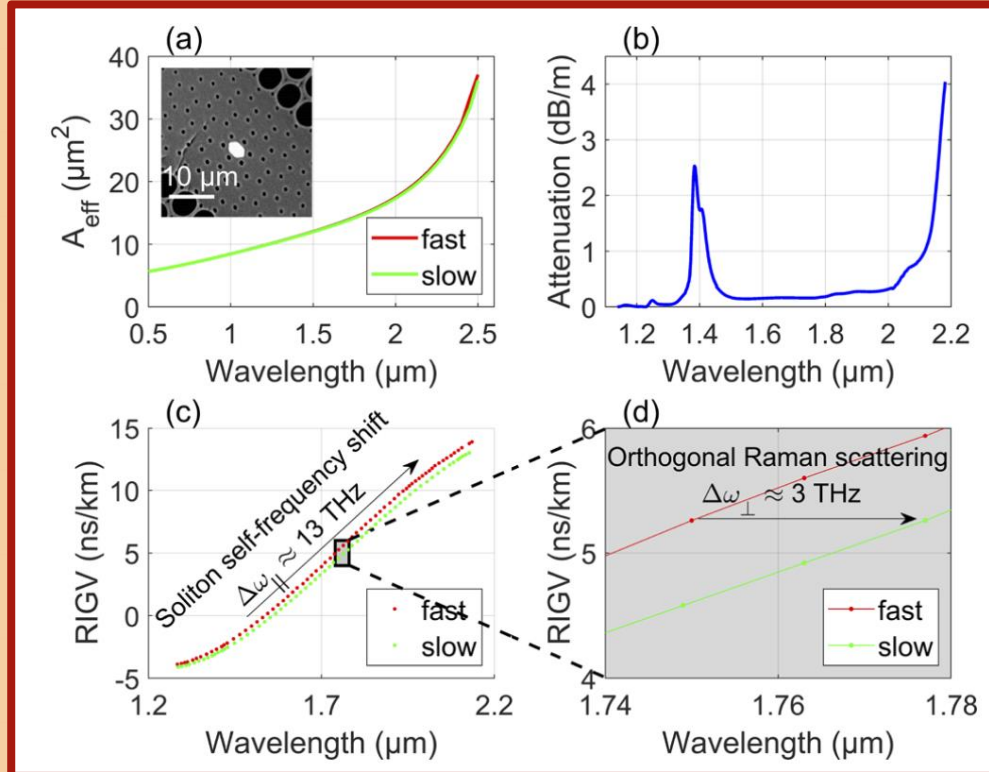 (a)
40
30
20
10
0
A_eff (µm²)
10 µm
fast
slow
0.5 1 1.5 2 2.5
Wavelength (µm)
(b)
4
3
2
1
0
Attenuation (dB/m)
1.2 1.4 1.6 1.8 2 2.2
Wavelength (µm)
(c)
15
10
5
0
-5
RIGV (ns/km)
Soliton self-frequency shift
Δω∥ ≈ 13 THz
fast
slow
1.2 1.7 2.2
Wavelength (µm)
(d)
6
5
4
RIGV (ns/km)
Orthogonal Raman scattering
Δω⊥ ≈ 3 THz
fast
slow
1.74 1.76 1.78
Wavelength (µm)